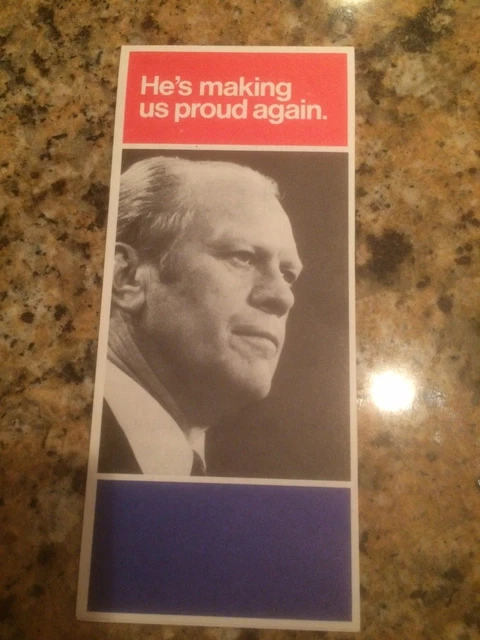 He's making
us proud again.